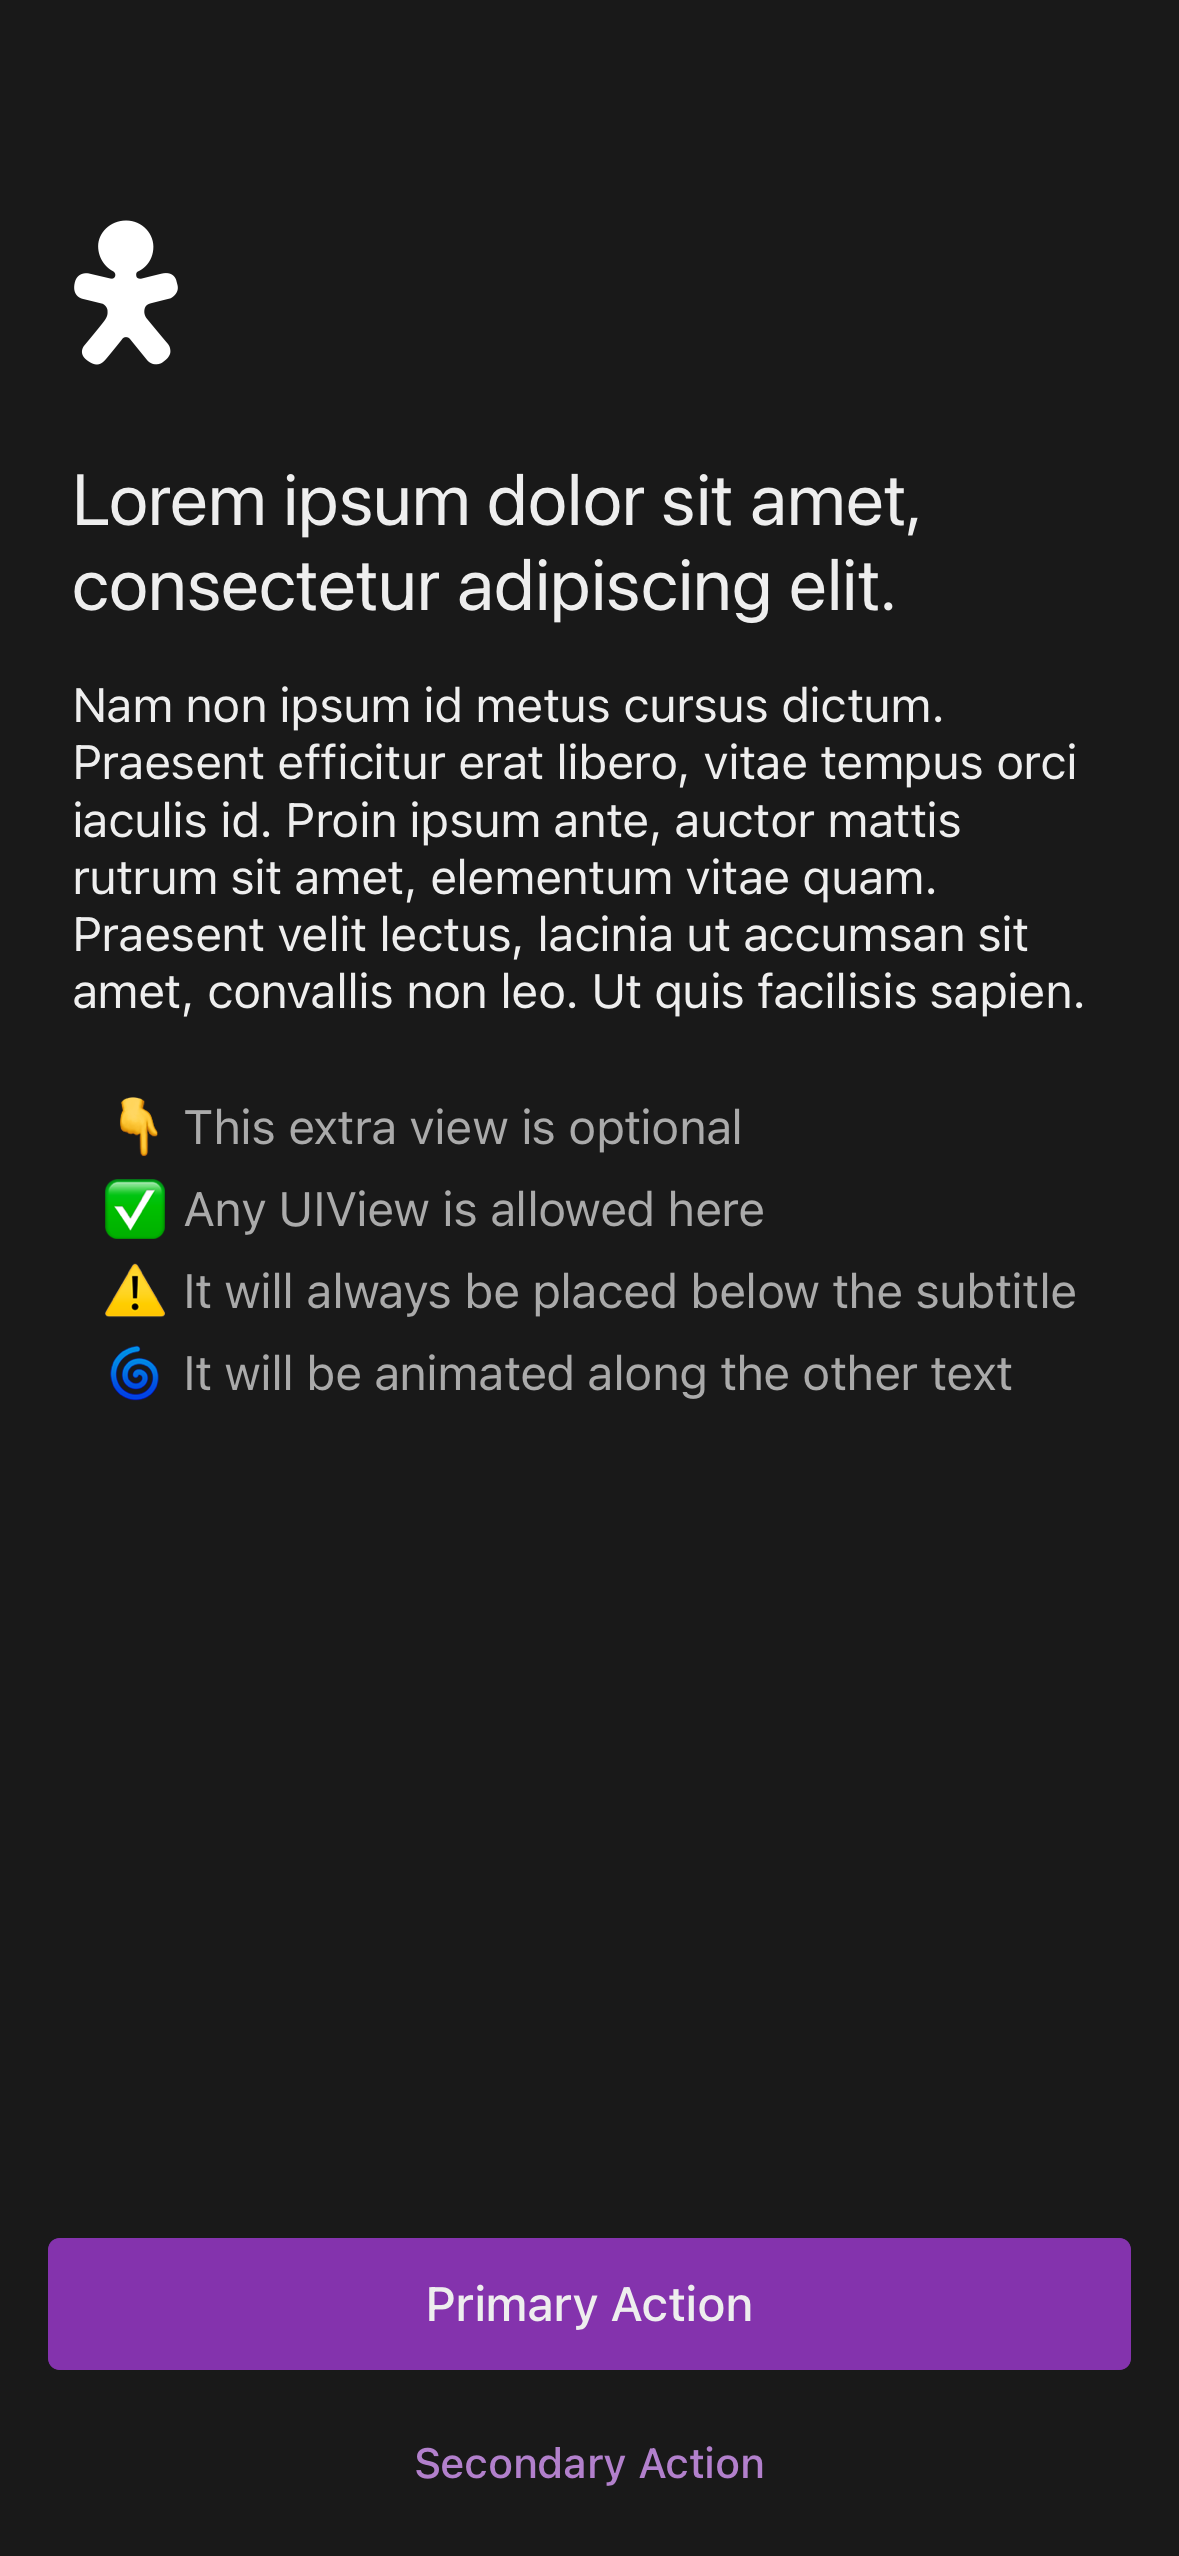 Lorem ipsum dolor sit amet,
consectetur adipiscing elit.
Nam non ipsum id metus cursus dictum.
Praesent efficitur erat libero, vitae tempus orci
iaculis id. Proin ipsum ante, auctor mattis
rutrum sit amet, elementum vitae quam.
Praesent velit lectus, lacinia ut accumsan sit
amet, convallis non leo. Ut quis facilisis sapien.
👇 This extra view is optional
✅ Any UIView is allowed here
⚠️ It will always be placed below the subtitle
🌀 It will be animated along the other text
Primary Action
Secondary Action